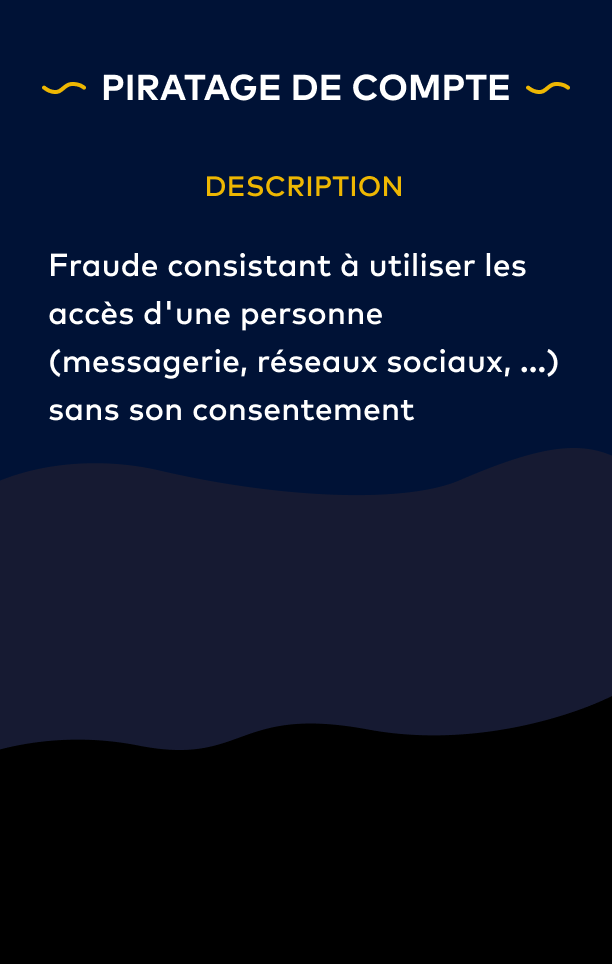 PIRATAGE DE COMPTE
DESCRIPTION
Fraude consistant à utiliser les
accès d'une personne
(messagerie, réseaux sociaux, ...)
sans son consentement